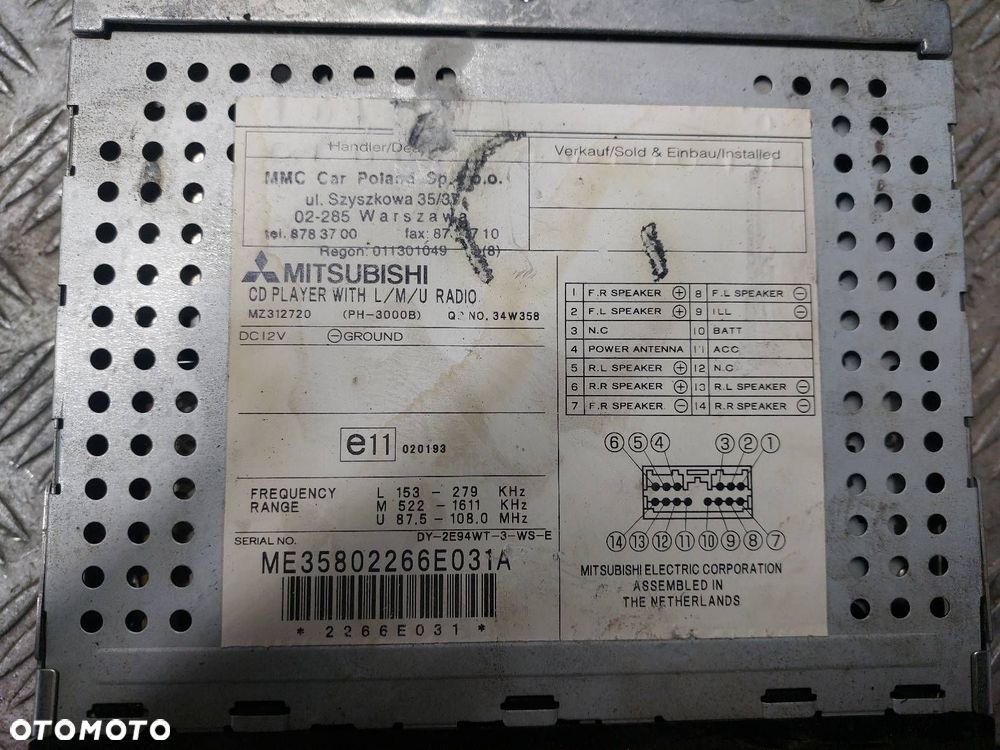 Handler/De
Verkauf/Sold & Einbau/Installed
MMC Car Poland Sp. o.o.
ul. Szyszkowa 35/37
02-285 Warszawa
tel. 878 37 00 fax: 87 10
Regon: 011301049 (8)
MITSUBISHI
CD PLAYER WITH L/M/U RADIO
MZ312720 (PH-3000B) NO. 34W358
DC12V ⊖GROUND
1 F.R SPEAKER ⊕ 8 F.L SPEAKER ⊖
2 F.L SPEAKER ⊕ 9 ILL ⊖
3 N.C 10 BATT
4 POWER ANTENNA 11 ACC
5 R.L SPEAKER ⊕ 12 N.C
6 R.R SPEAKER ⊕ 13 R.L SPEAKER ⊖
7 F.R SPEAKER ⊖ 14 R.R SPEAKER ⊖
⑥ ⑤ ④ ③ ② ①
⑭ ⑬ ⑫ ⑪ ⑩ ⑨ ⑧ ⑦
e11 020193
FREQUENCY RANGE
L 153 - 279 KHz
M 522 - 1611 KHz
U 87.5 - 108.0 MHz
SERIAL NO. DY-2E94WT-3-WS-E
ME35802266E031A
* 2266E031 *
MITSUBISHI ELECTRIC CORPORATION
ASSEMBLED IN
THE NETHERLANDS
OTOMOTO